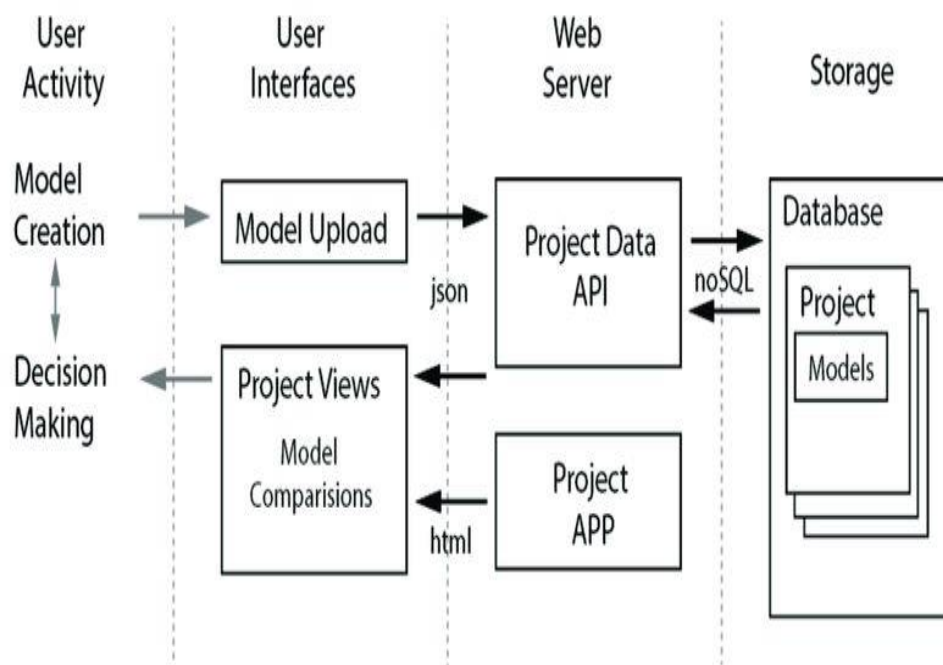 User
Activity
User
Interfaces
Web
Server
Storage
Model
Creation
Model Upload
json
Project Data
API
noSQL
Database
Project
Models
Decision
Making
Project Views
Model
Comparisions
html
Project
APP